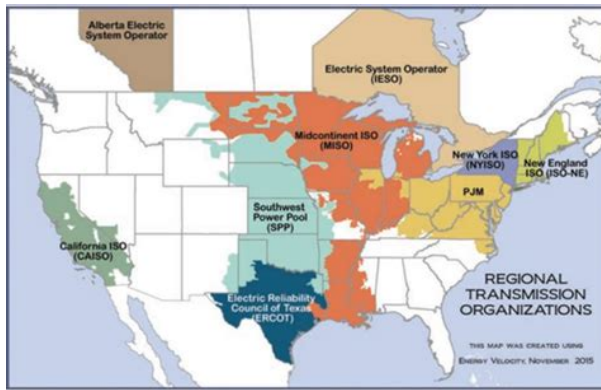 Alberta Electric
System Operator
Electric System Operator
(IESO)
Midcontinent ISO
(MISO)
New York ISO
(NYISO)
New England
ISO (ISO-NE)
PJM
Southwest
Power Pool
(SPP)
California ISO
(CAISO)
Electric Reliability
Council of Texas
(ERCOT)
REGIONAL
TRANSMISSION
ORGANIZATIONS
THIS MAP WAS CREATED USING
ENERGY VELOCITY, NOVEMBER 2015